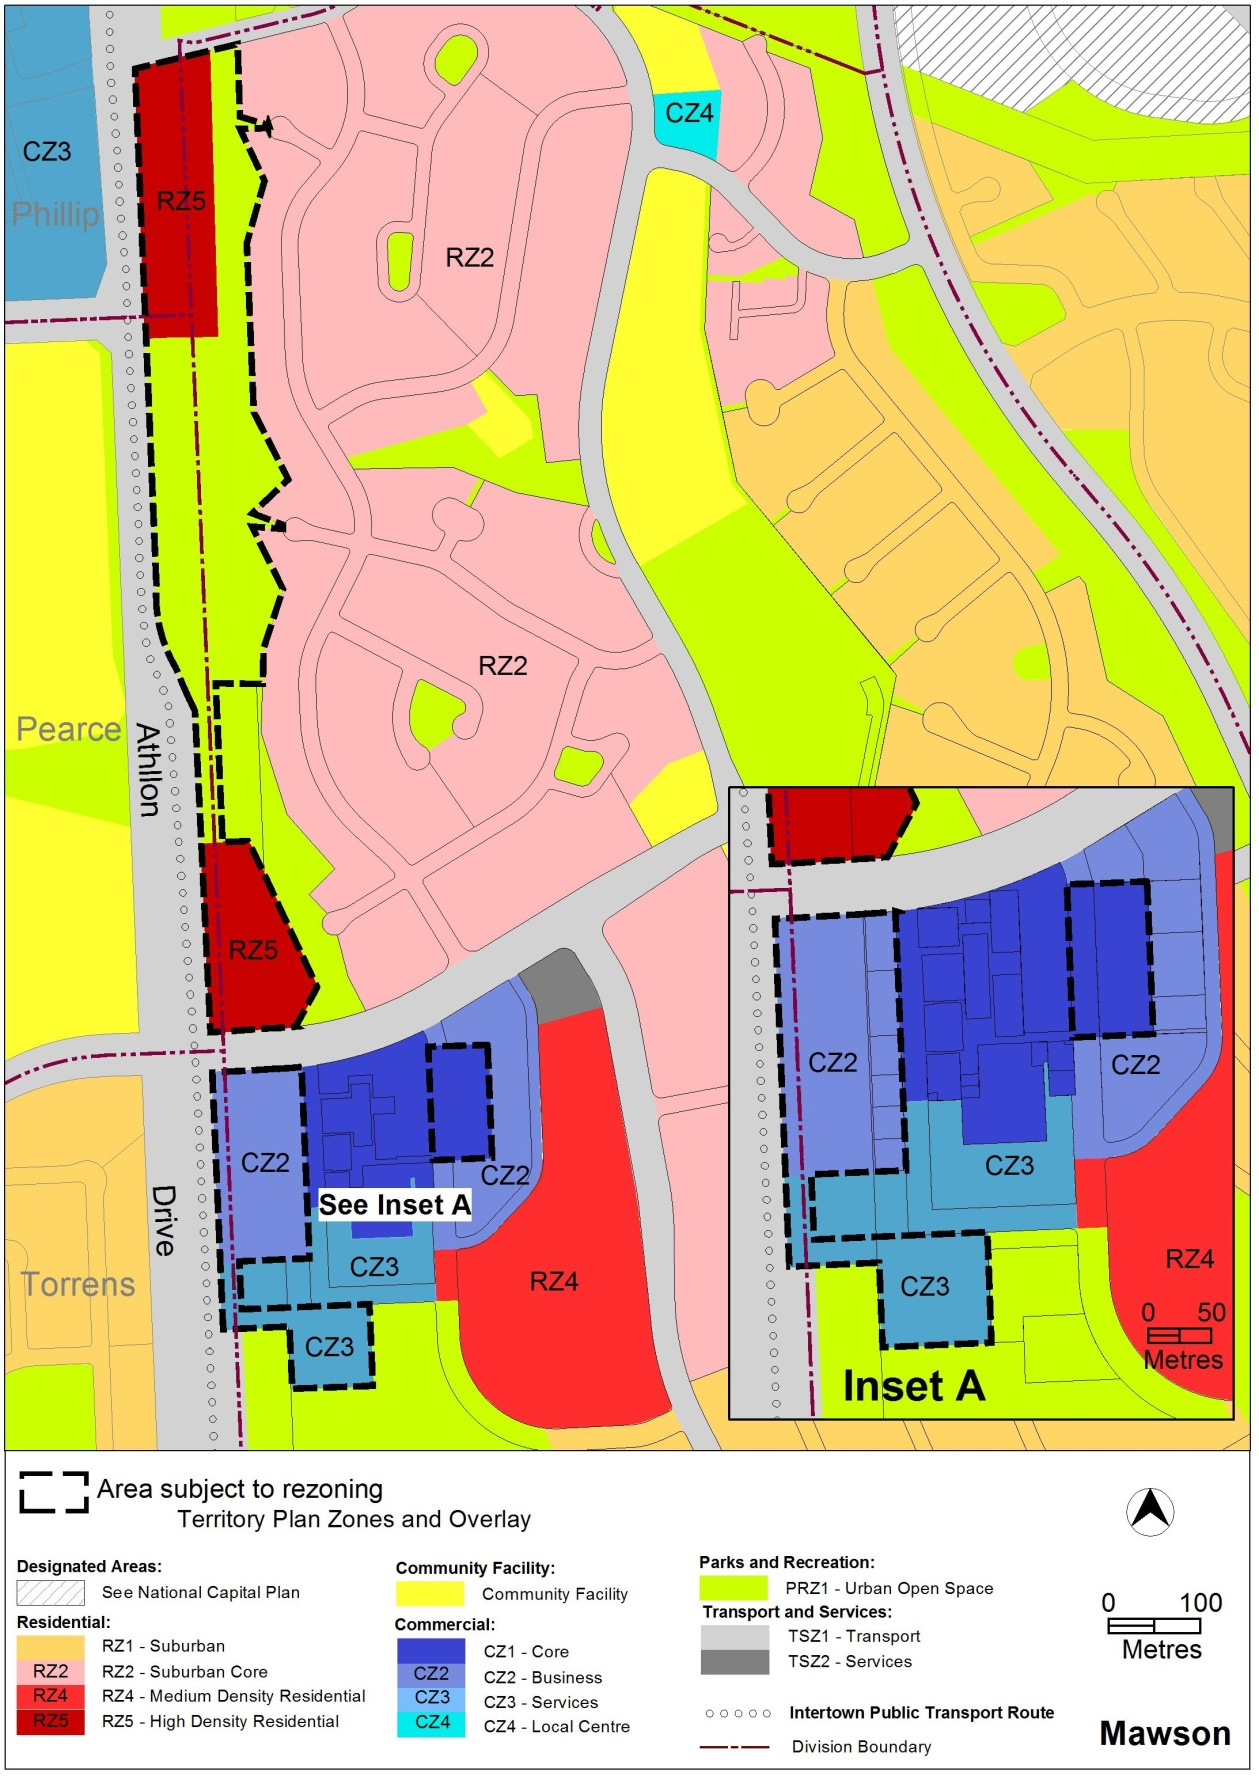 CZ4
CZ3
RZ5
Phillip
RZ2
RZ2
Pearce
Athllon
RZ5
CZ2
CZ2
CZ2
CZ2
See Inset A
Drive
CZ3
CZ3
RZ4
RZ4
Torrens
CZ3
CZ3
0 50
Metres
Inset A
Area subject to rezoning
Territory Plan Zones and Overlay
Designated Areas:
See National Capital Plan
Residential:
RZ1 - Suburban
RZ2 RZ2 - Suburban Core
RZ4 RZ4 - Medium Density Residential
RZ5 RZ5 - High Density Residential
Community Facility:
Community Facility
Commercial:
CZ1 - Core
CZ2 CZ2 - Business
CZ3 CZ3 - Services
CZ4 CZ4 - Local Centre
Parks and Recreation:
PRZ1 - Urban Open Space
Transport and Services:
TSZ1 - Transport
TSZ2 - Services
Intertown Public Transport Route
Division Boundary
0 100
Metres
Mawson